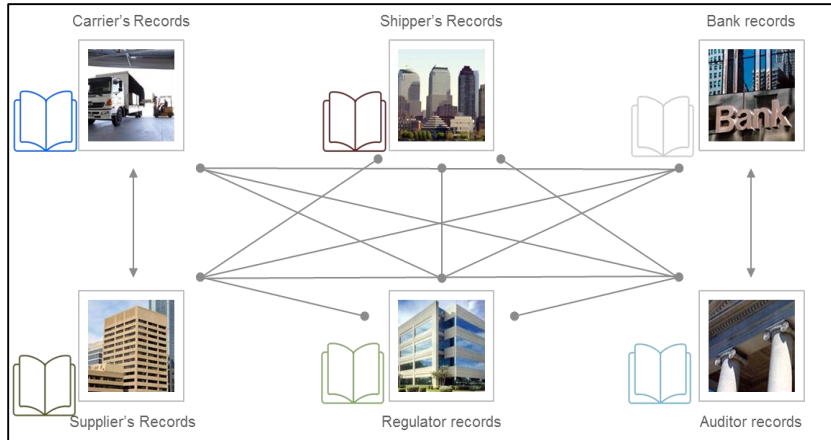 Carrier's Records
Shipper's Records
Bank records
Bank
Supplier's Records
Regulator records
Auditor records